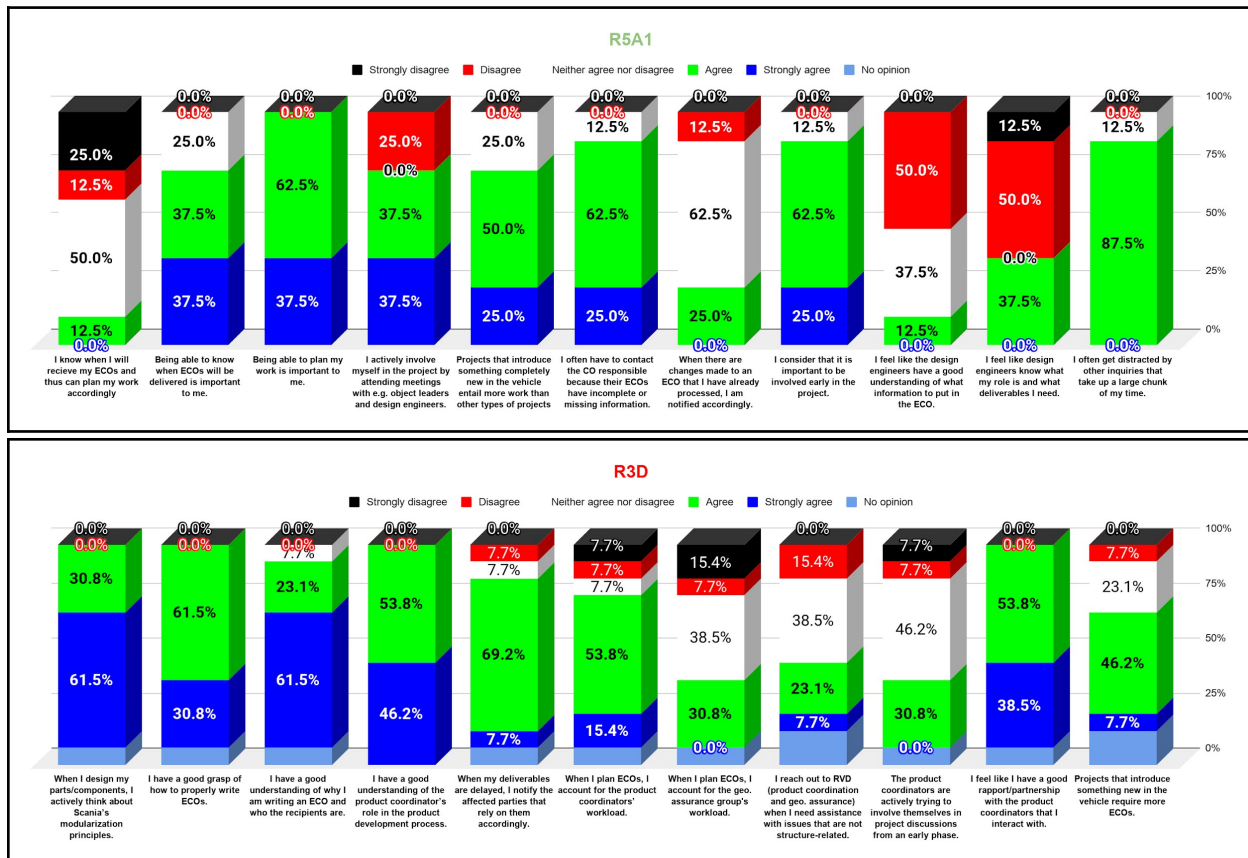 R5A1
Strongly disagree Disagree Neither agree nor disagree Agree Strongly agree No opinion
0.0% 0.0% 0.0% 0.0% 0.0% 0.0% 0.0% 0.0% 0.0% 100%
0.0% 0.0% 0.0% 0.0% 0.0% 0.0%
25.0% 25.0% 25.0% 25.0% 12.5% 12.5% 12.5% 12.5% 12.5%
75%
12.5% 62.5% 0.0% 50.0%
37.5% 37.5% 50.0% 62.5% 62.5% 62.5% 50.0% 87.5%
50%
50.0% 0.0%
37.5% 37.5% 37.5% 37.5% 37.5% 25%
25.0% 25.0% 25.0% 25.0%
12.5% 12.5%
0.0% 0.0% 0.0% 0.0% 0.0% 0%
I know when I will
recieve my ECOs and
thus can plan my work
accordingly
Being able to know
when ECOs will be
delivered is important
to me.
Being able to plan my
work is important to
me.
I actively involve
myself in the project by
attending meetings
with e.g. object leaders
and design engineers.
Projects that introduce
something completely
new in the vehicle
entail more work than
other types of projects
I often have to contact
the CO responsible
because their ECOs
have incomplete or
missing information.
When there are
changes made to an
ECO that I have already
processed, I am
notified accordingly.
I consider that it is
important to be
involved early in the
project.
I feel like the design
engineers have a good
understanding of what
information to put in
the ECO.
I feel like design
engineers know what
my role is and what
deliverables I need.
I often get distracted by
other inquiries that
take up a large chunk
of my time.
R3D
Strongly disagree Disagree Neither agree nor disagree Agree Strongly agree No opinion
0.0% 0.0% 0.0% 0.0% 0.0% 0.0% 0.0% 0.0% 100%
0.0% 0.0% 0.0% 0.0% 7.7% 7.7% 7.7% 0.0%
7.7% 7.7% 7.7% 15.4% 15.4% 7.7% 7.7%
30.8% 23.1% 7.7% 7.7% 23.1%
75%
61.5% 53.8% 38.5% 38.5% 46.2% 53.8%
69.2% 53.8% 46.2% 50%
61.5% 61.5% 23.1%
30.8% 46.2% 30.8% 30.8% 38.5% 25%
7.7% 15.4% 7.7% 7.7%
0.0% 0.0% 0%
When I design my
parts/components, I
actively think about
Scania's
modularization
principles.
I have a good grasp of
how to properly write
ECOs.
I have a good
understanding of why I
am writing an ECO and
who the recipients are.
I have a good
understanding of the
product coordinator's
role in the product
development process.
When my deliverables
are delayed, I notify the
affected parties that
rely on them
accordingly.
When I plan ECOs, I
account for the product
coordinators'
workload.
When I plan ECOs, I
account for the geo.
assurance group's
workload.
I reach out to RVD
(product coordination
and geo. assurance)
when I need assistance
with issues that are not
structure-related.
The product
coordinators are
actively trying to
involve themselves in
project discussions
from an early phase.
I feel like I have a good
rapport/partnership
with the product
coordinators that I
interact with.
Projects that introduce
something new in the
vehicle require more
ECOs.